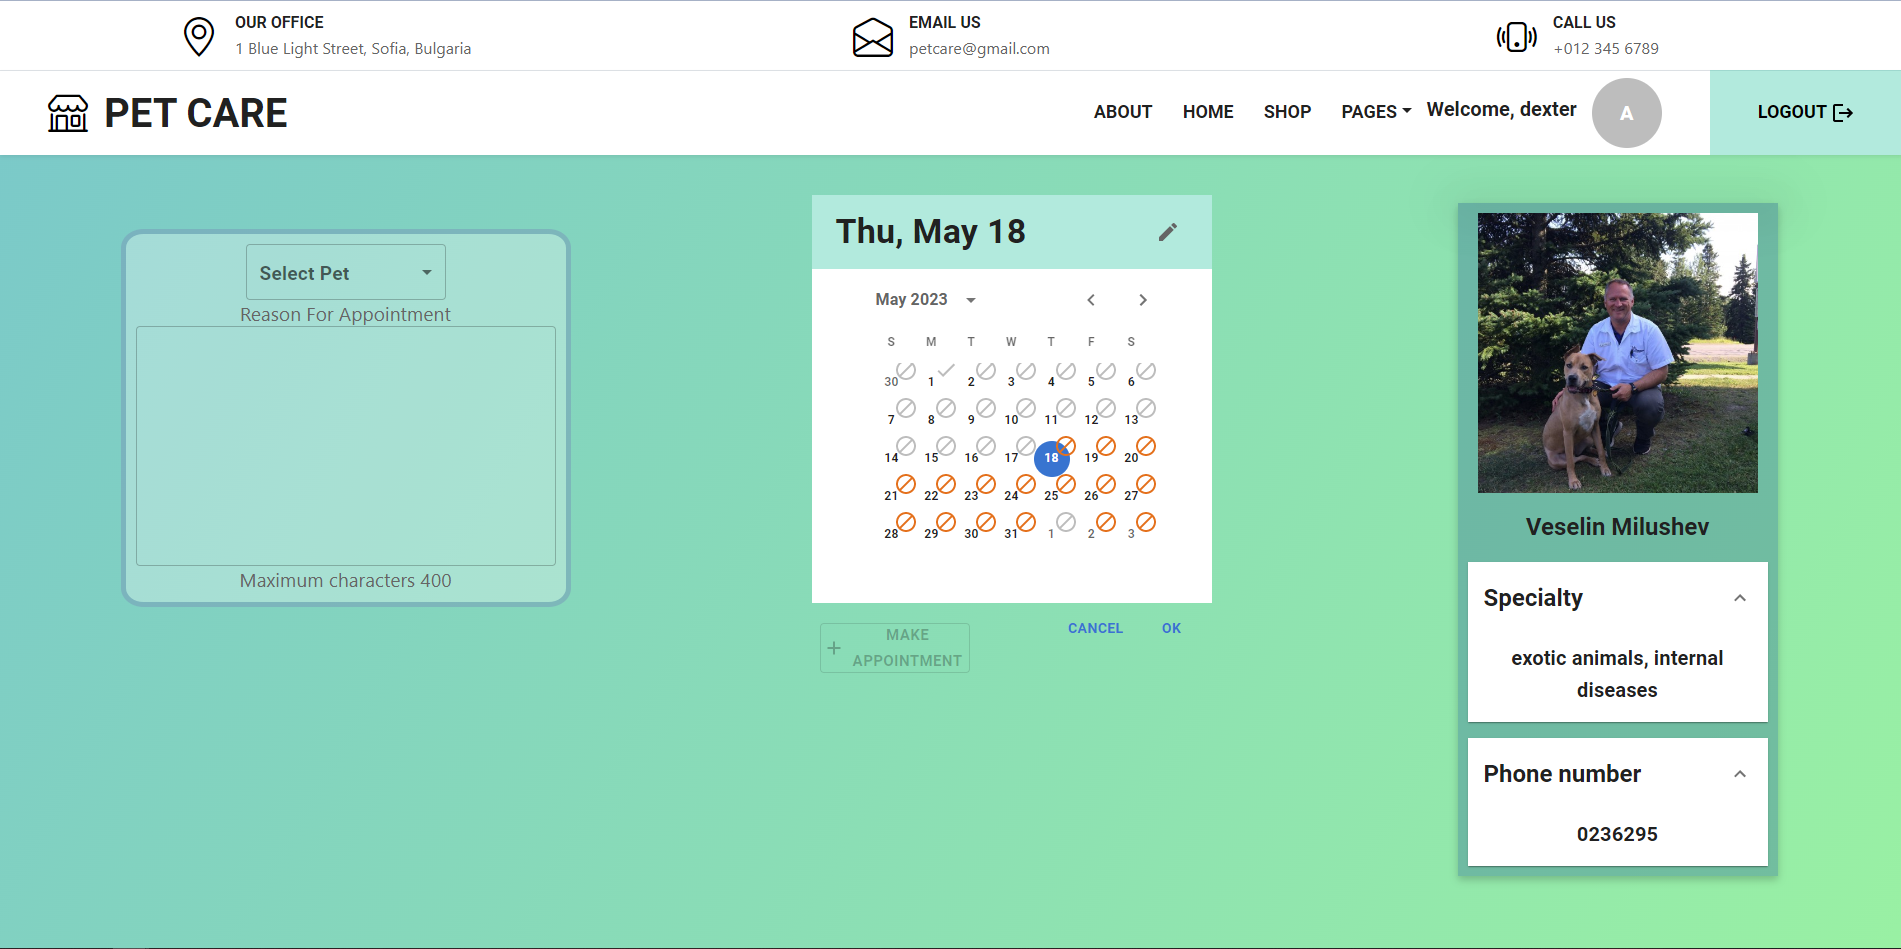 OUR OFFICE
1 Blue Light Street, Sofia, Bulgaria
EMAIL US
petcare@gmail.com
CALL US
+012 345 6789
PET CARE
ABOUT HOME SHOP PAGES Welcome, dexter A LOGOUT
Select Pet
Reason For Appointment
Maximum characters 400
Thu, May 18
May 2023
S M T W T F S
30 1 2 3 4 5 6
7 8 9 10 11 12 13
14 15 16 17 18 19 20
21 22 23 24 25 26 27
28 29 30 31 1 2 3
MAKE
APPOINTMENT
CANCEL OK
Veselin Milushev
Specialty
exotic animals, internal
diseases
Phone number
0236295